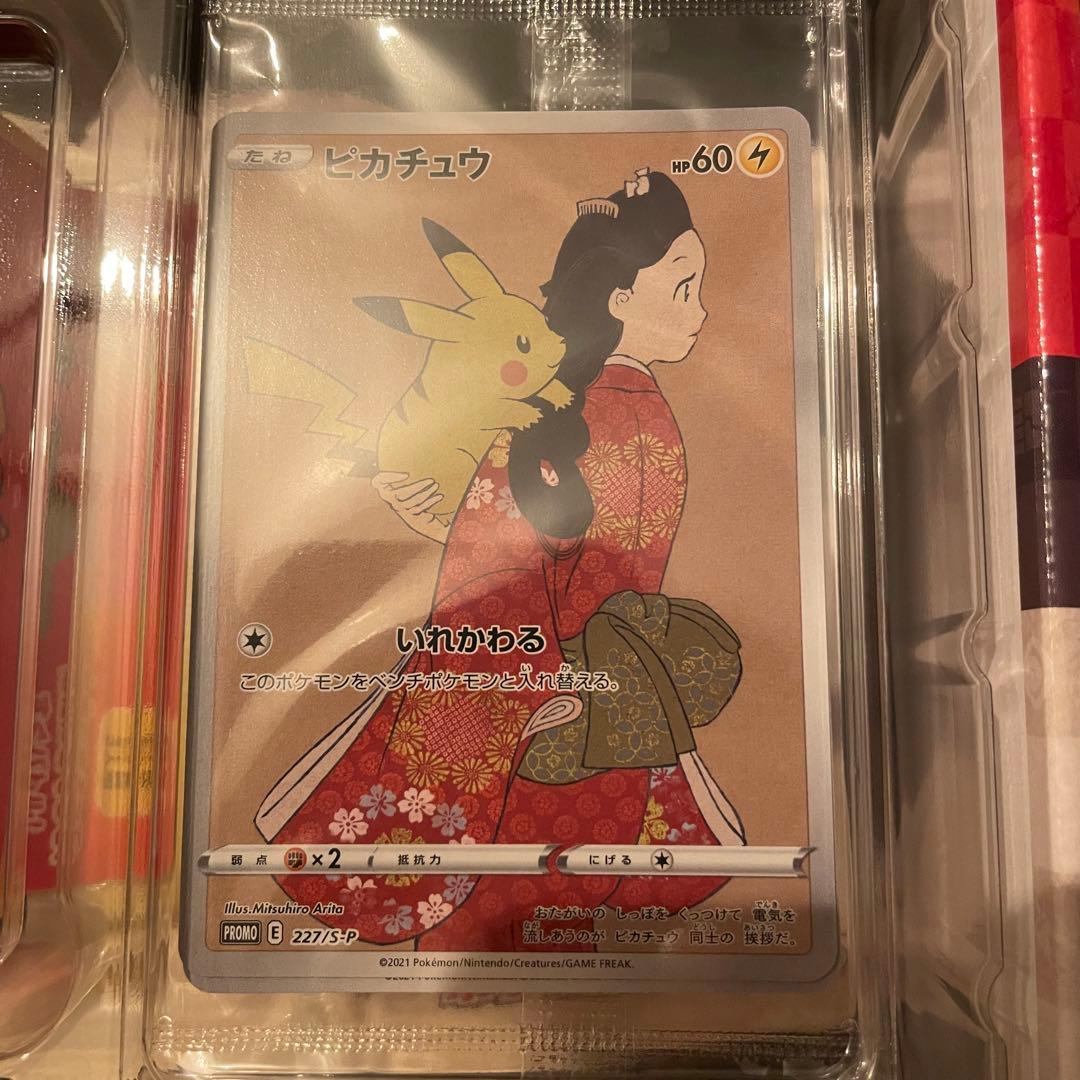 たね ピカチュウ HP60
いれかわる
このポケモンをベンチポケモンと入れ替える。
弱点 ×2 抵抗力 にげる
Illus.Mitsuhiro Arita
おたがいの しっぽを くっつけて 電気を
流しあうのが ピカチュウ 同士の 挨拶だ。
PROMO E 227/S-P
©2021 Pokémon/Nintendo/Creatures/GAME FREAK.